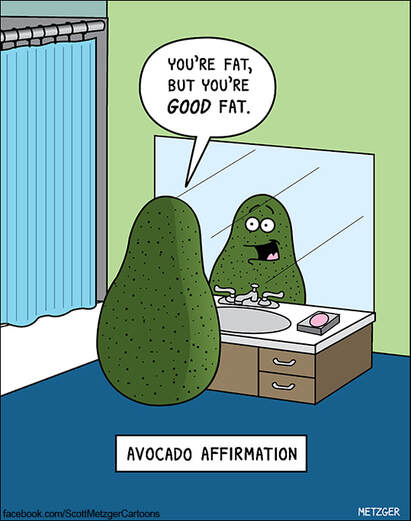 YOU'RE FAT,
BUT YOU'RE
GOOD FAT.
AVOCADO AFFIRMATION
facebook.com/ScottMetzgerCartoons
METZGER